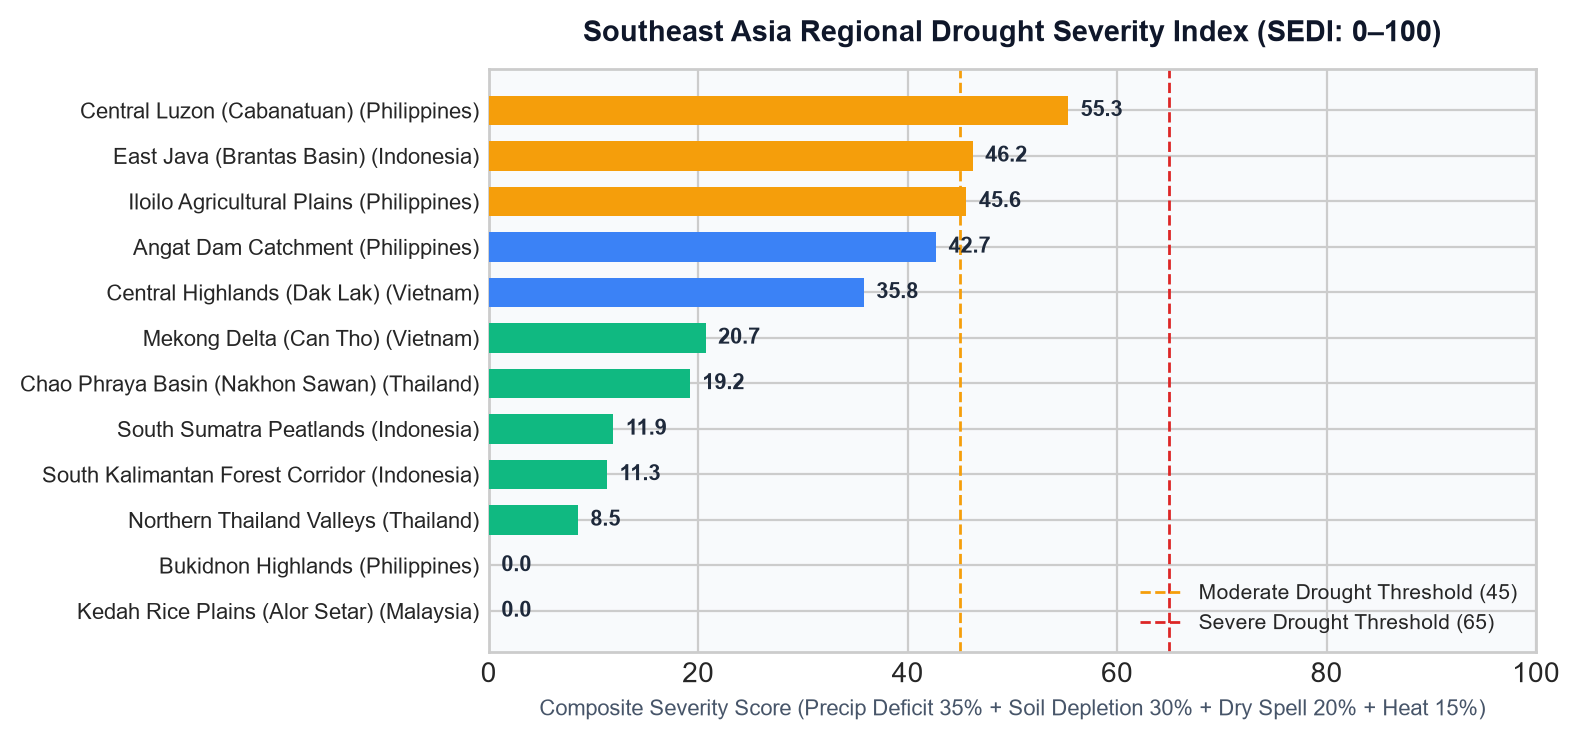 Southeast Asia Regional Drought Severity Index (SEDI: 0–100)
Central Luzon (Cabanatuan) (Philippines) 55.3
East Java (Brantas Basin) (Indonesia) 46.2
Iloilo Agricultural Plains (Philippines) 45.6
Angat Dam Catchment (Philippines) 42.7
Central Highlands (Dak Lak) (Vietnam) 35.8
Mekong Delta (Can Tho) (Vietnam) 20.7
Chao Phraya Basin (Nakhon Sawan) (Thailand) 19.2
South Sumatra Peatlands (Indonesia) 11.9
South Kalimantan Forest Corridor (Indonesia) 11.3
Northern Thailand Valleys (Thailand) 8.5
Bukidnon Highlands (Philippines) 0.0
Kedah Rice Plains (Alor Setar) (Malaysia) 0.0
Moderate Drought Threshold (45)
Severe Drought Threshold (65)
0 20 40 60 80 100
Composite Severity Score (Precip Deficit 35% + Soil Depletion 30% + Dry Spell 20% + Heat 15%)